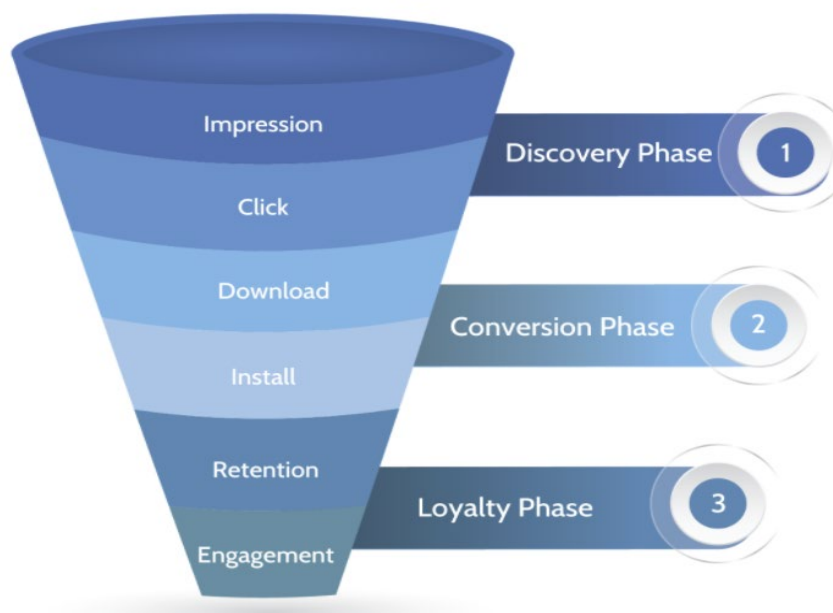 Impression
Discovery Phase
1
Click
Download
Conversion Phase
2
Install
Retention
Loyalty Phase
3
Engagement